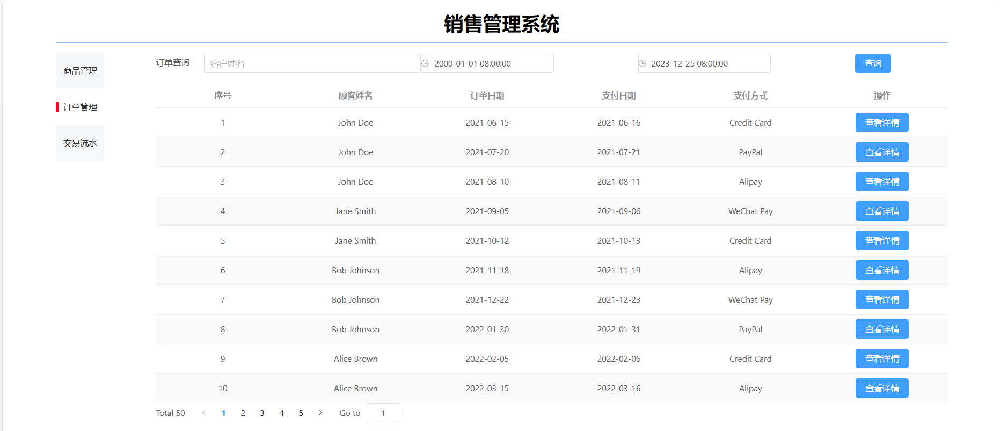 销售管理系统
商品管理
订单管理
交易流水
订单查询 客户姓名 2000-01-01 08:00:00 2023-12-25 08:00:00 查询
序号 顾客姓名 订单日期 支付日期 支付方式 操作
1 John Doe 2021-06-15 2021-06-16 Credit Card 查看详情
2 John Doe 2021-07-20 2021-07-21 PayPal 查看详情
3 John Doe 2021-08-10 2021-08-11 Alipay 查看详情
4 Jane Smith 2021-09-05 2021-09-06 WeChat Pay 查看详情
5 Jane Smith 2021-10-12 2021-10-13 Credit Card 查看详情
6 Bob Johnson 2021-11-18 2021-11-19 Alipay 查看详情
7 Bob Johnson 2021-12-22 2021-12-23 WeChat Pay 查看详情
8 Bob Johnson 2022-01-30 2022-01-31 PayPal 查看详情
9 Alice Brown 2022-02-05 2022-02-06 Credit Card 查看详情
10 Alice Brown 2022-03-15 2022-03-16 Alipay 查看详情
Total 50 1 2 3 4 5 Go to 1